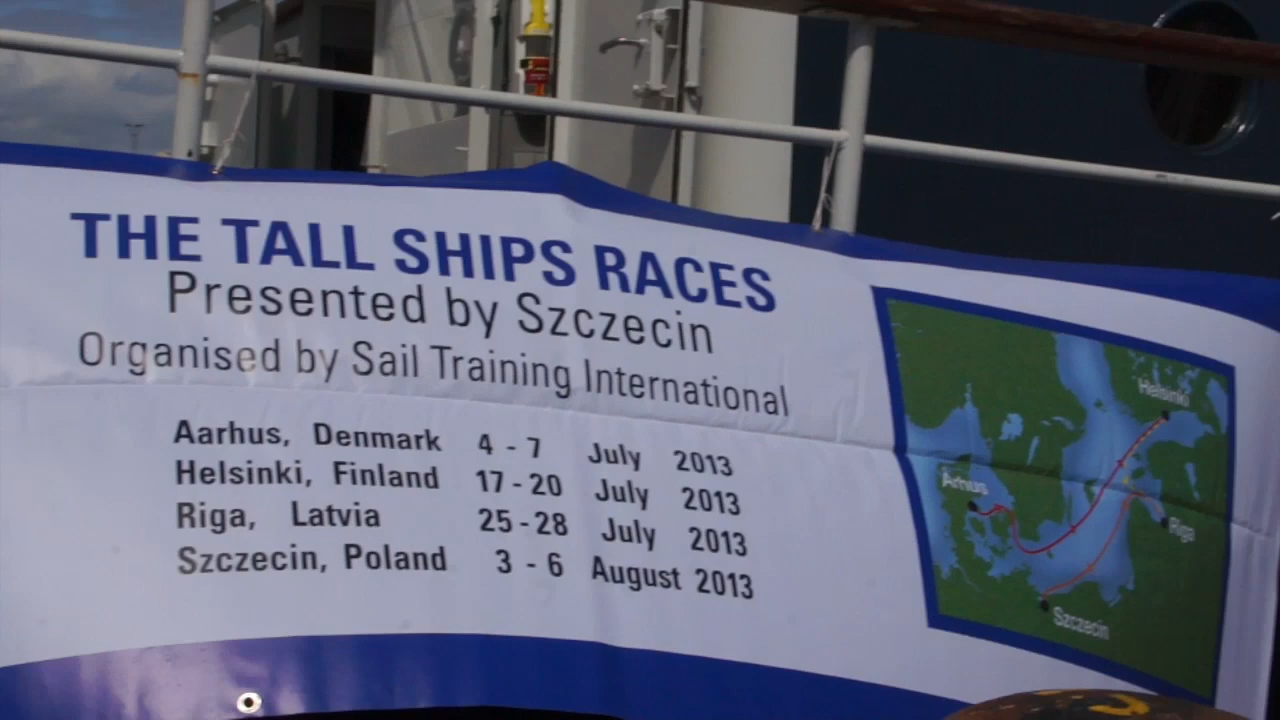 THE TALL SHIPS RACES
Presented by Szczecin
Organised by Sail Training International
Aarhus, Denmark 4 - 7 July 2013
Helsinki, Finland 17 - 20 July 2013
Riga, Latvia 25 - 28 July 2013
Szczecin, Poland 3 - 6 August 2013
Helsinki
Århus
Riga
Szczecin